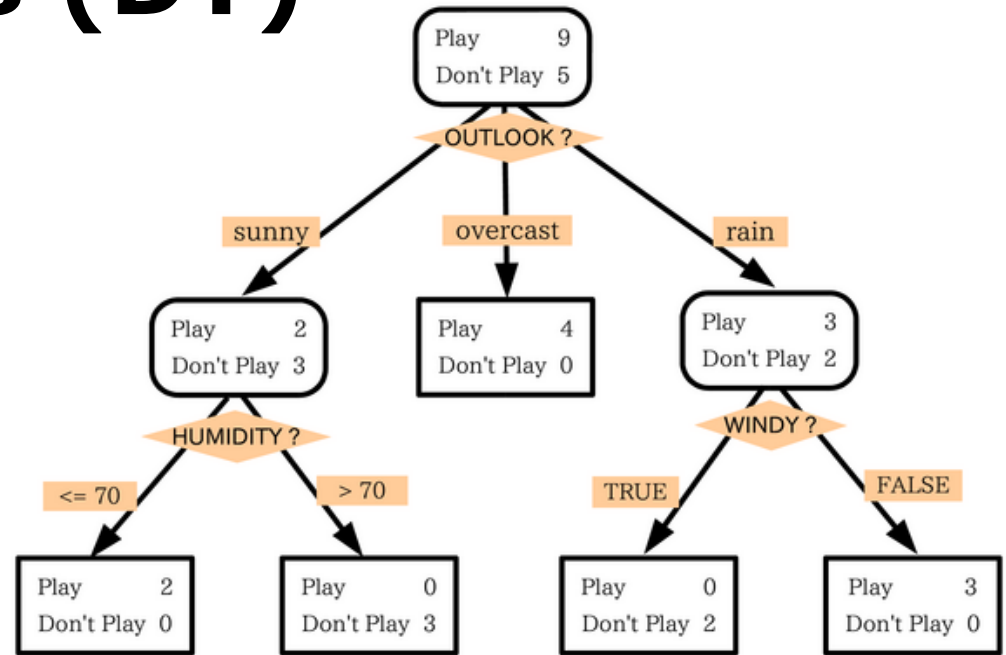 (DT)
Play 9
Don't Play 5
OUTLOOK ?
sunny
overcast
rain
Play 2
Don't Play 3
Play 4
Don't Play 0
Play 3
Don't Play 2
HUMIDITY ?
WINDY ?
<= 70
> 70
TRUE
FALSE
Play 2
Don't Play 0
Play 0
Don't Play 3
Play 0
Don't Play 2
Play 3
Don't Play 0